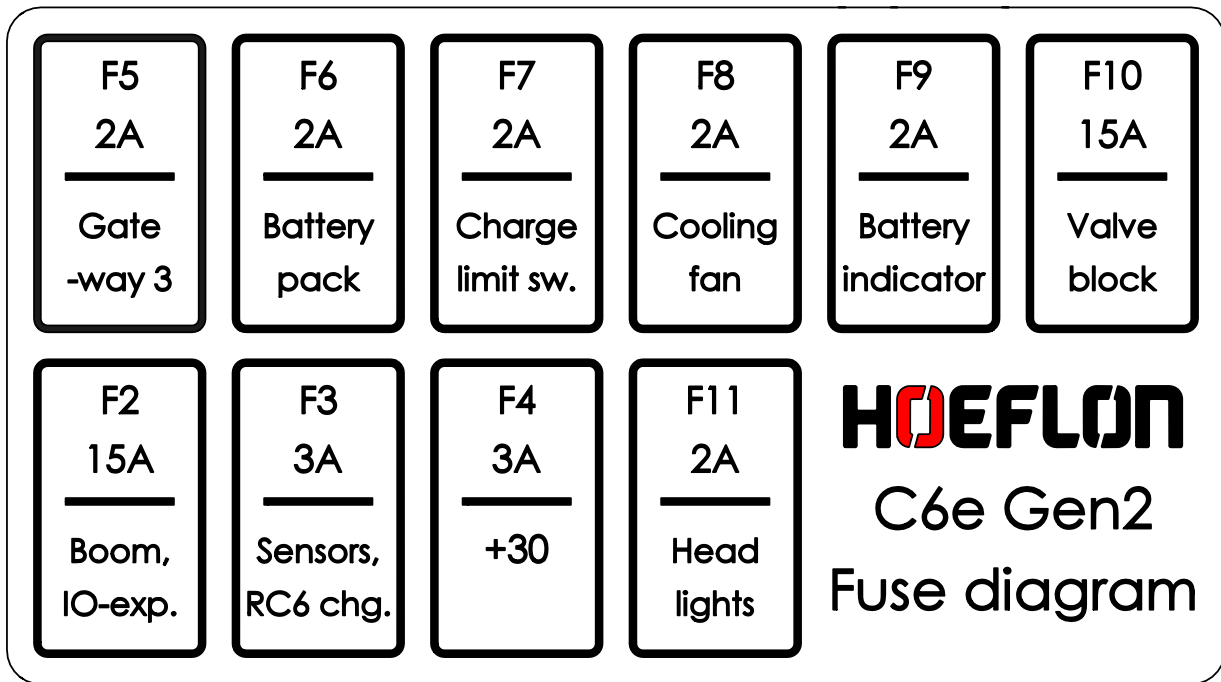 F5
2A
Gate
-way 3
F6
2A
Battery
pack
F7
2A
Charge
limit sw.
F8
2A
Cooling
fan
F9
2A
Battery
indicator
F10
15A
Valve
block
F2
15A
Boom,
IO-exp.
F3
3A
Sensors,
RC6 chg.
F4
3A
+30
F11
2A
Head
lights
HOEFLON
C6e Gen2
Fuse diagram